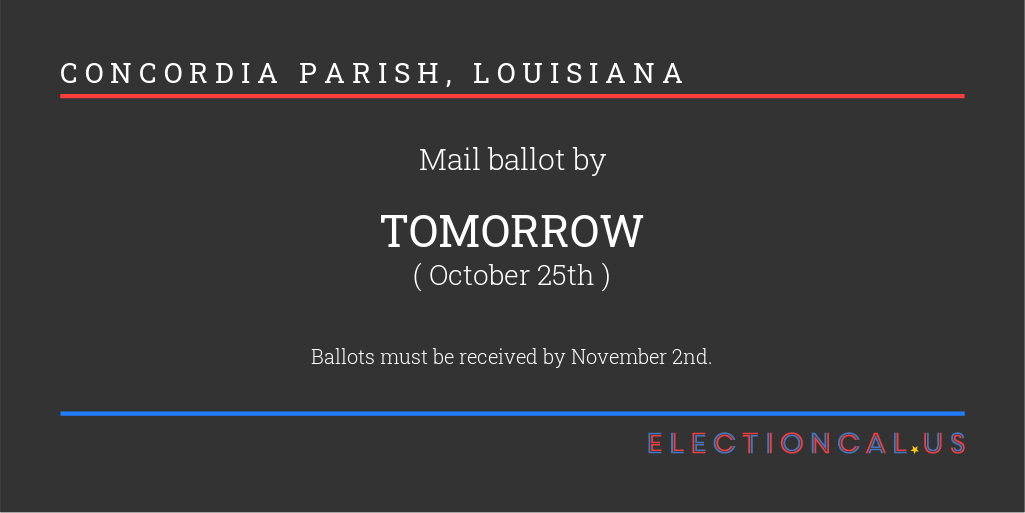 CONCORDIA PARISH, LOUISIANA
Mail ballot by
TOMORROW
( October 25th )
Ballots must be received by November 2nd.
ELECTIONCAL.US